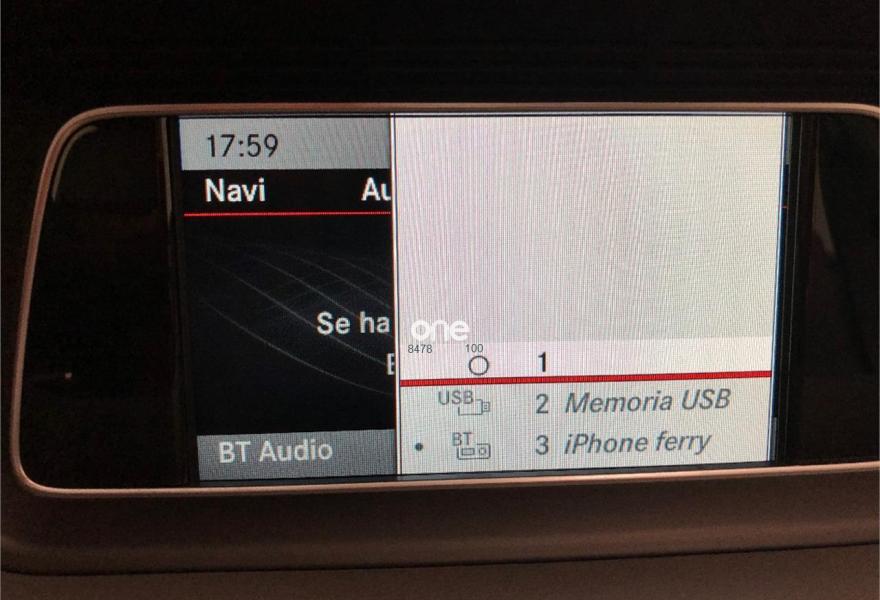 17:59
Navi Au
Se ha
one
8478 100
1
USB 2 Memoria USB
BT 3 iPhone ferry
BT Audio